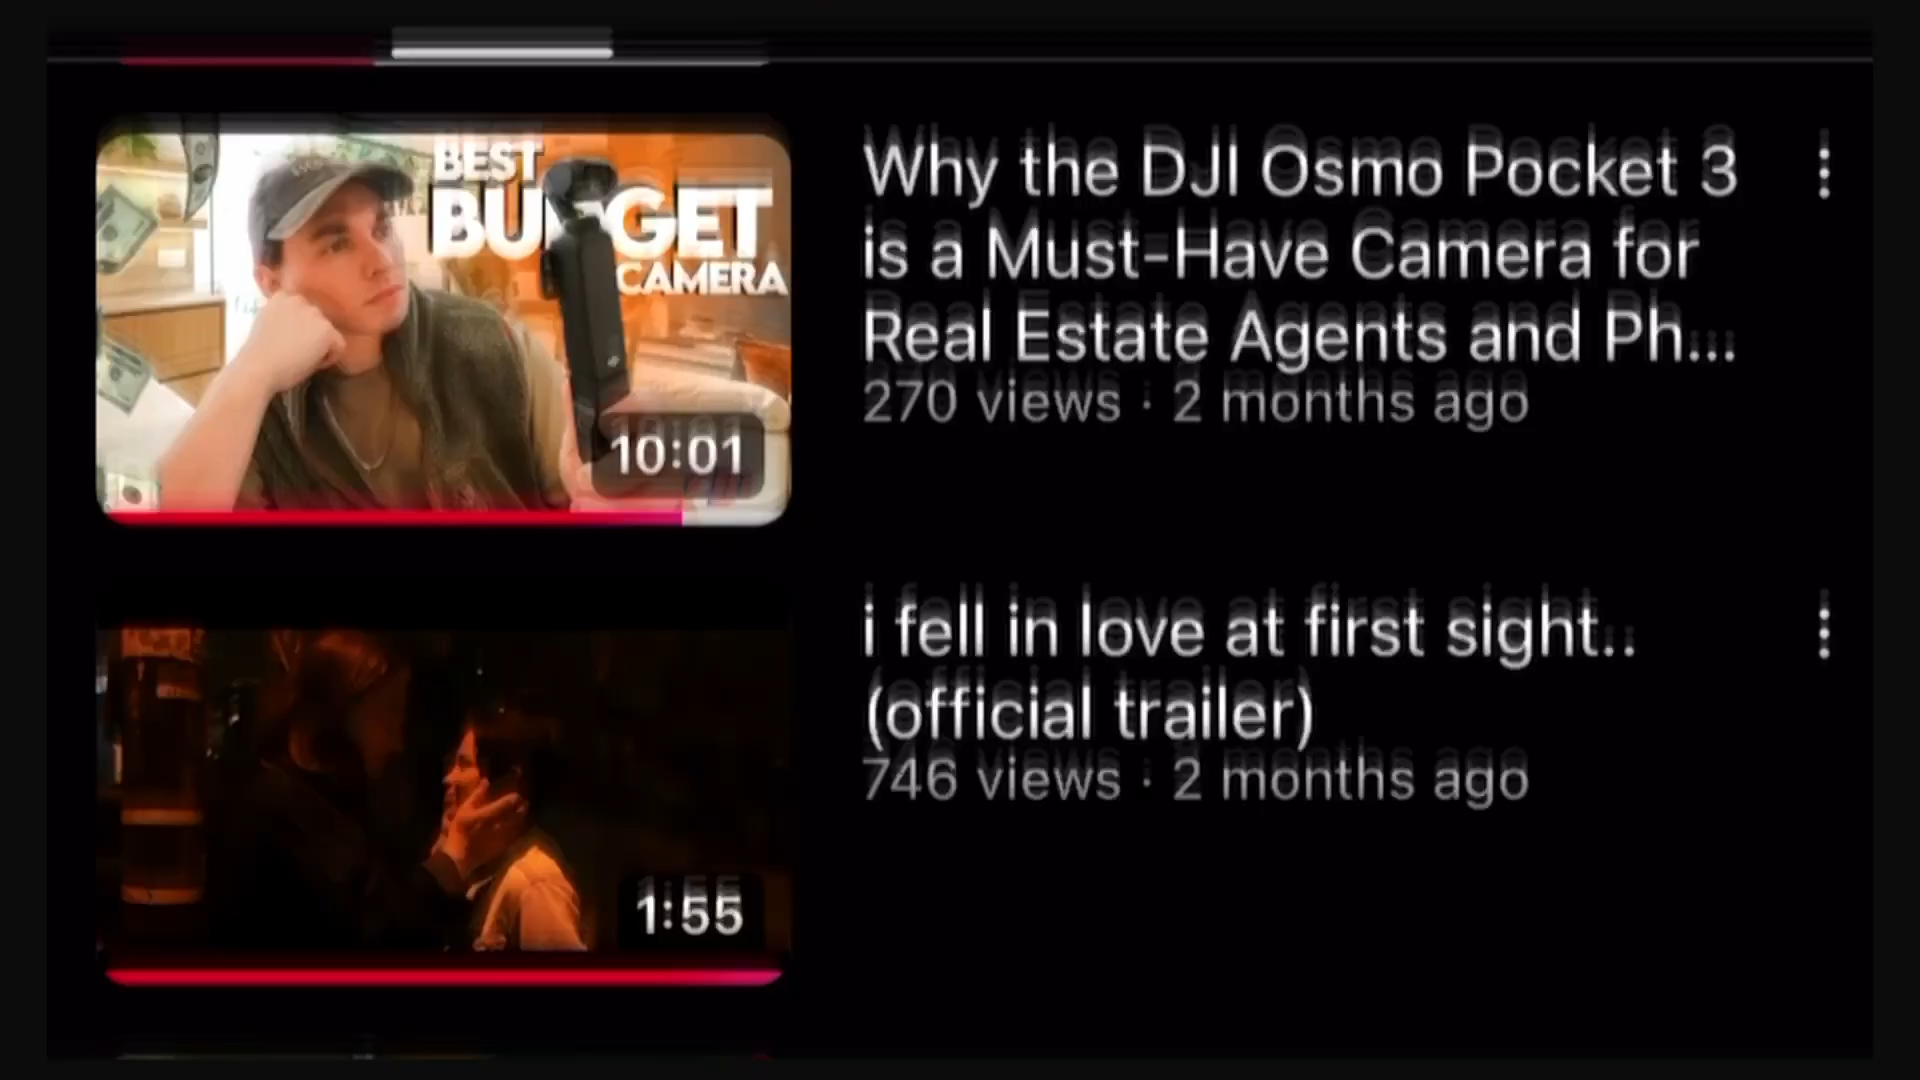 BEST
BUDGET
CAMERA
10:01
Why the DJI Osmo Pocket 3
is a Must-Have Camera for
Real Estate Agents and Ph...
270 views · 2 months ago
i fell in love at first sight..
(official trailer)
746 views · 2 months ago
1:55